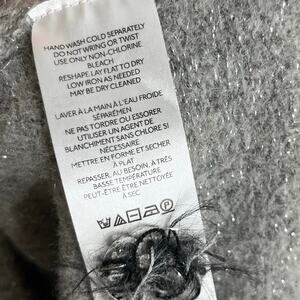 HAND WASH COLD SEPARATELY
DO NOT WRING OR TWIST
USE ONLY NON-CHLORINE
BLEACH
RESHAPE LAY FLAT TO DRY
LOW IRON AS NEEDED
MAY BE DRY CLEANED
LAVER À LA MAIN À L'EAU FROIDE
SÉPARÉMEN
NE PAS TORDRE OU ESSORER
UTILISER UN AGENT DE
BLANCHIMENT SANS CHLORE SI
NÉCESSAIRE
METTRE EN FORME ET SECHER
À PLAT
REPASSER, AU BESOIN, À TRÈS
BASSE TEMPÉRATURE
PEUT-ÊTRE ÊTRE NETTOYÉE
À SEC